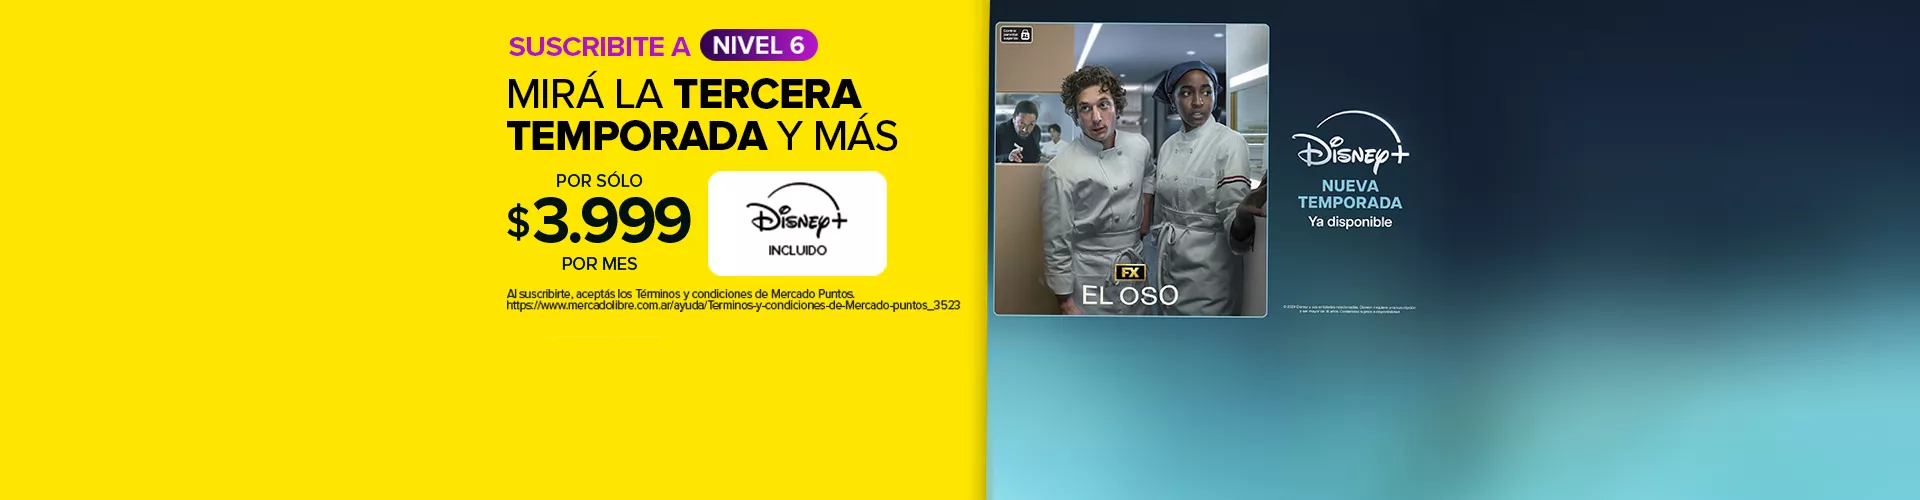 SUSCRIBITE A NIVEL 6
MIRÁ LA TERCERA
TEMPORADA Y MÁS
POR SÓLO
$3.999
POR MES
Disney+
INCLUIDO
Al suscribirte, aceptás los Términos y condiciones de Mercado Puntos.
https://www.mercadolibre.com.ar/ayuda/Terminos-y-condiciones-de-Mercado-puntos_3523
FX
EL OSO
Disney+
NUEVA
TEMPORADA
Ya disponible